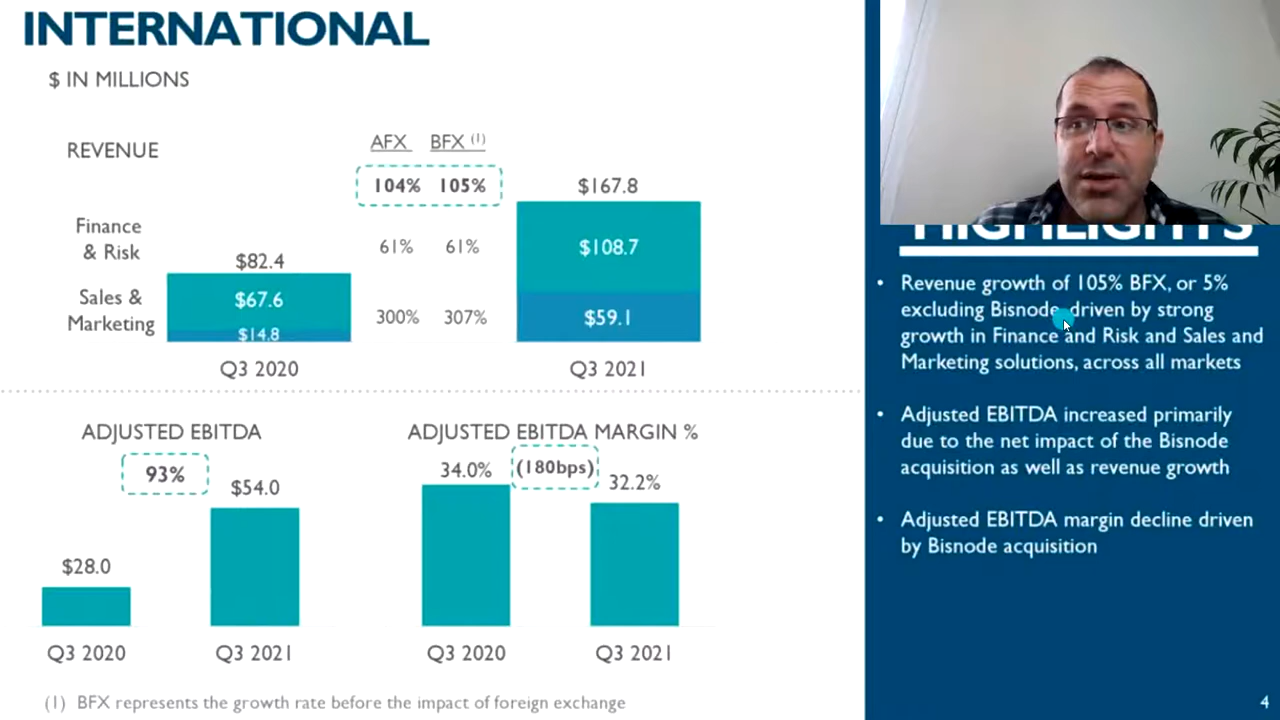 INTERNATIONAL
$ IN MILLIONS
REVENUE
AFX BFX (1)
104% 105%
$167.8
Finance
& Risk
$82.4
61% 61%
$108.7
Sales &
Marketing
$67.6
$14.8
300% 307%
$59.1
Q3 2020
Q3 2021
ADJUSTED EBITDA
93%
$28.0
$54.0
Q3 2020
Q3 2021
ADJUSTED EBITDA MARGIN %
34.0%
(180bps)
32.2%
Q3 2020
Q3 2021
(1) BFX represents the growth rate before the impact of foreign exchange
HIGHLIGHTS
• Revenue growth of 105% BFX, or 5%
excluding Bisnode, driven by strong
growth in Finance and Risk and Sales and
Marketing solutions, across all markets
• Adjusted EBITDA increased primarily
due to the net impact of the Bisnode
acquisition as well as revenue growth
• Adjusted EBITDA margin decline driven
by Bisnode acquisition
4